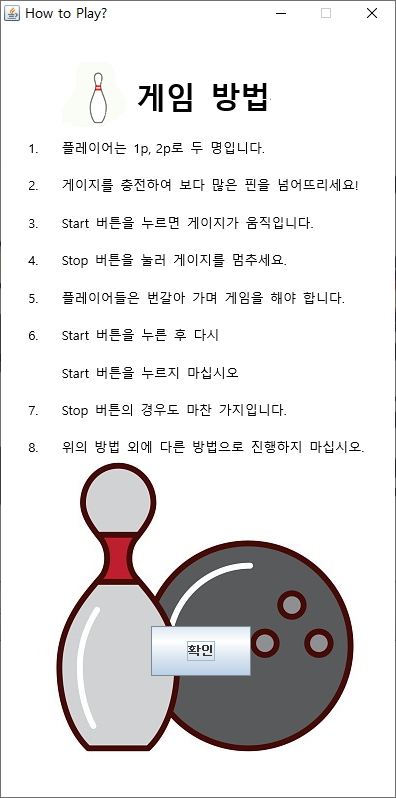 How to Play?
게임 방법
1. 플레이어는 1p, 2p로 두 명입니다.
2. 게이지를 충전하여 보다 많은 핀을 넘어뜨리세요!
3. Start 버튼을 누르면 게이지가 움직입니다.
4. Stop 버튼을 눌러 게이지를 멈추세요.
5. 플레이어들은 번갈아 가며 게임을 해야 합니다.
6. Start 버튼을 누른 후 다시
Start 버튼을 누르지 마십시오
7. Stop 버튼의 경우도 마찬 가지입니다.
8. 위의 방법 외에 다른 방법으로 진행하지 마십시오.
확인